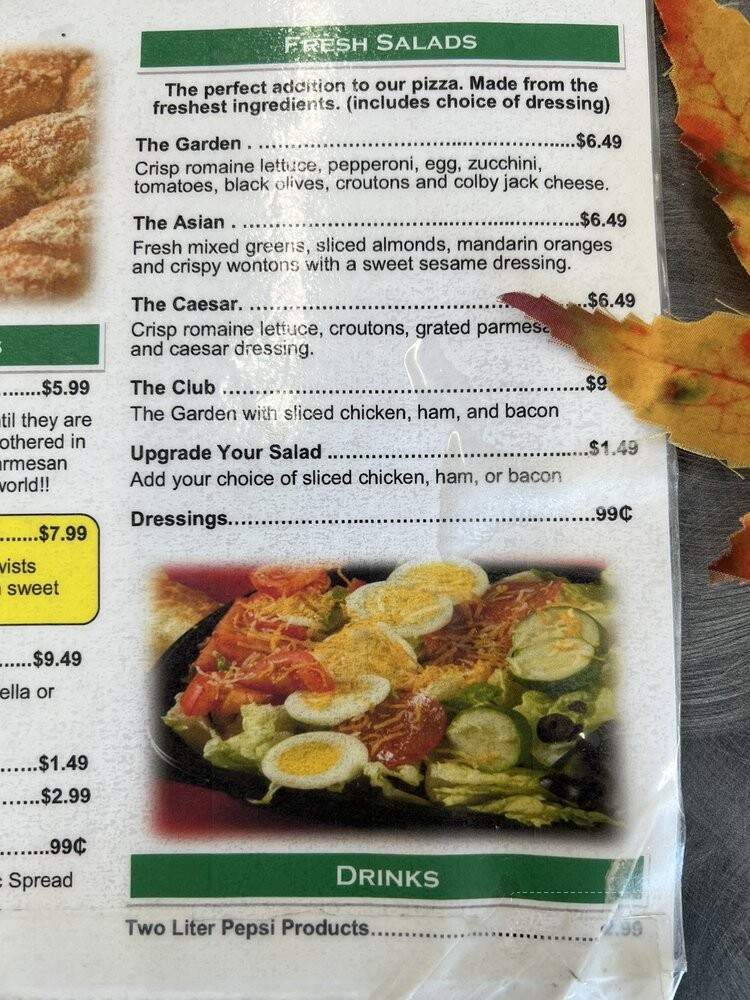 FRESH SALADS
The perfect addition to our pizza. Made from the
freshest ingredients. (includes choice of dressing)
The Garden . ..........................................................$6.49
Crisp romaine lettuce, pepperoni, egg, zucchini,
tomatoes, black olives, croutons and colby jack cheese.
The Asian . .............................................................$6.49
Fresh mixed greens, sliced almonds, mandarin oranges
and crispy wontons with a sweet sesame dressing.
The Caesar. ............................................................$6.49
Crisp romaine lettuce, croutons, grated
and caesar dressing.
The Club ................................................................$9
The Garden with sliced chicken, ham, and bacon
Upgrade Your Salad ..............................................$1.49
Add your choice of sliced chicken, ham, or bacon
Dressings................................................................99¢
DRINKS
Two Liter Pepsi Products........................................
S
.......$5.99
they are
in
world!!
.......$7.99
sweet
......$9.49
or
......$1.49
......$2.99
........99¢
Spread